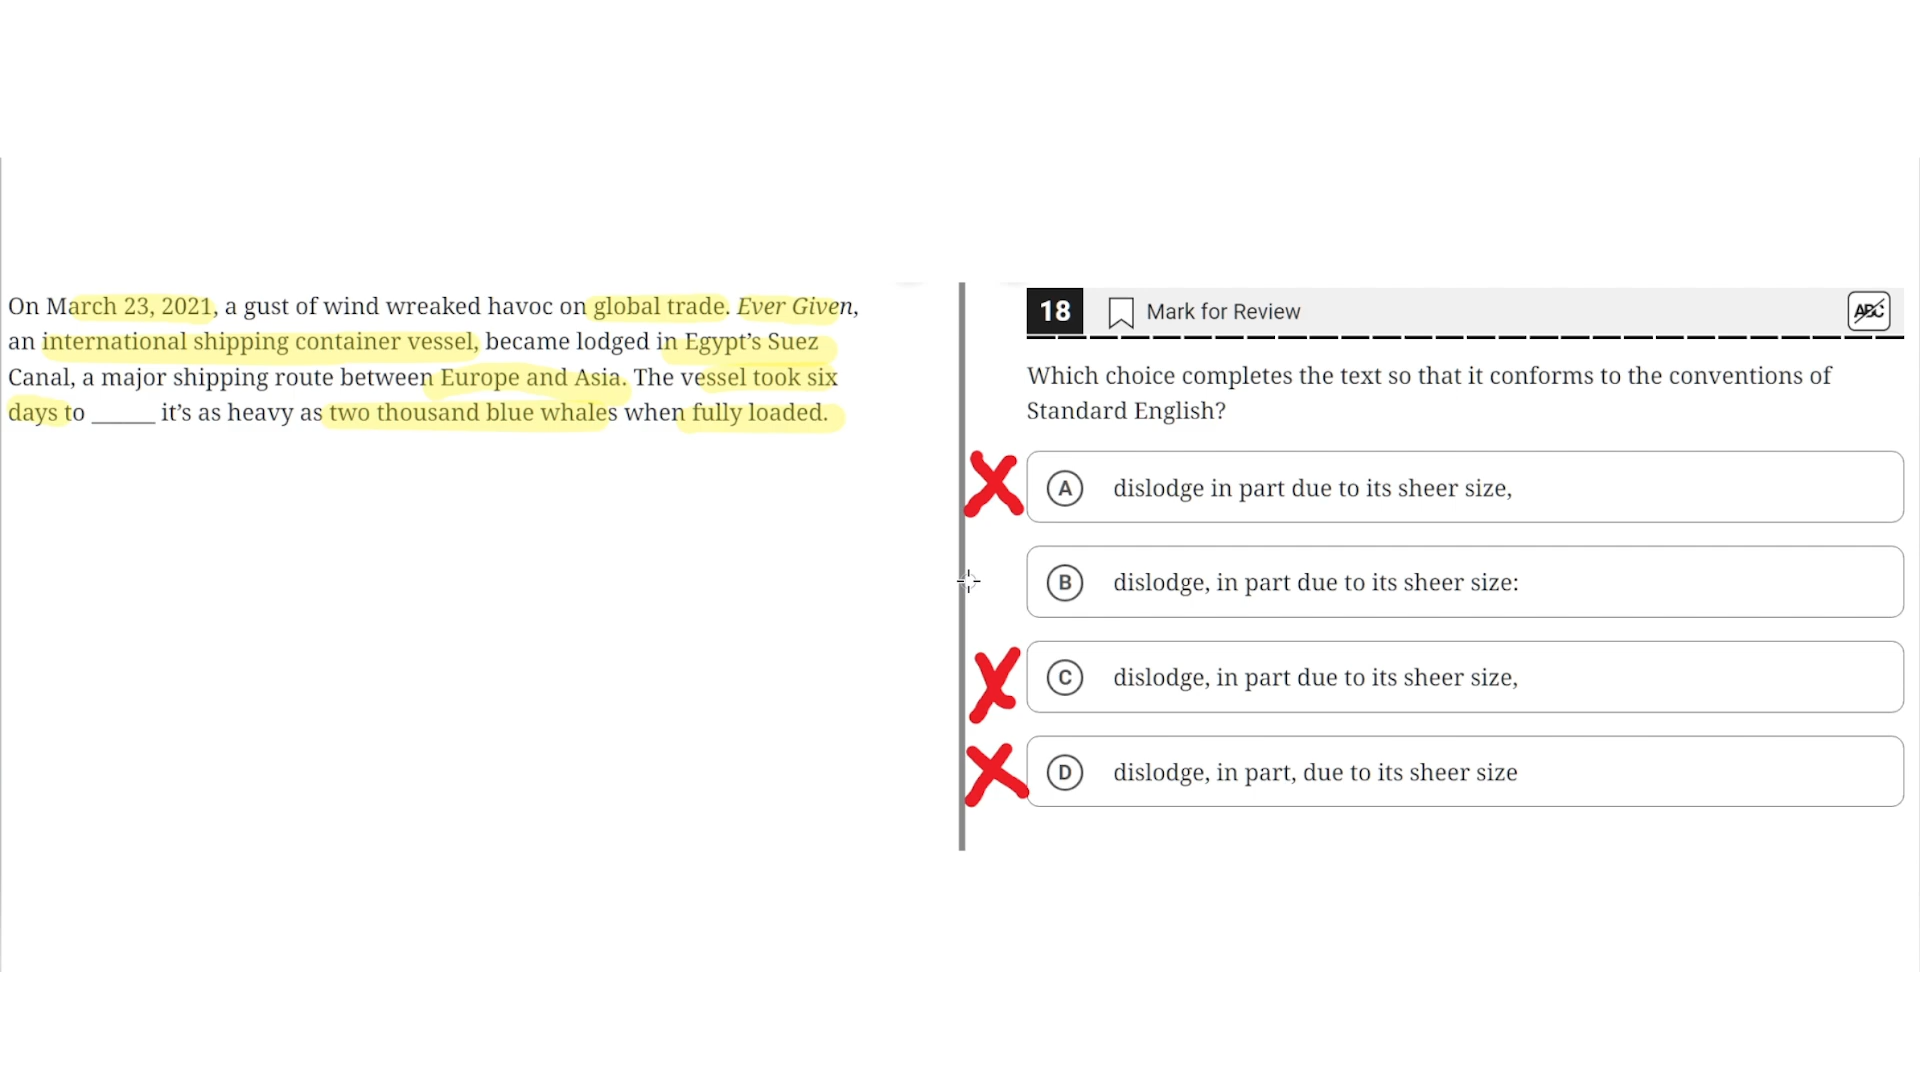 On March 23, 2021, a gust of wind wreaked havoc on global trade. Ever Given,
an international shipping container vessel, became lodged in Egypt’s Suez
Canal, a major shipping route between Europe and Asia. The vessel took six
days to ______ it’s as heavy as two thousand blue whales when fully loaded.
18 Mark for Review ABC
Which choice completes the text so that it conforms to the conventions of
Standard English?
A dislodge in part due to its sheer size,
B dislodge, in part due to its sheer size:
C dislodge, in part due to its sheer size,
D dislodge, in part, due to its sheer size